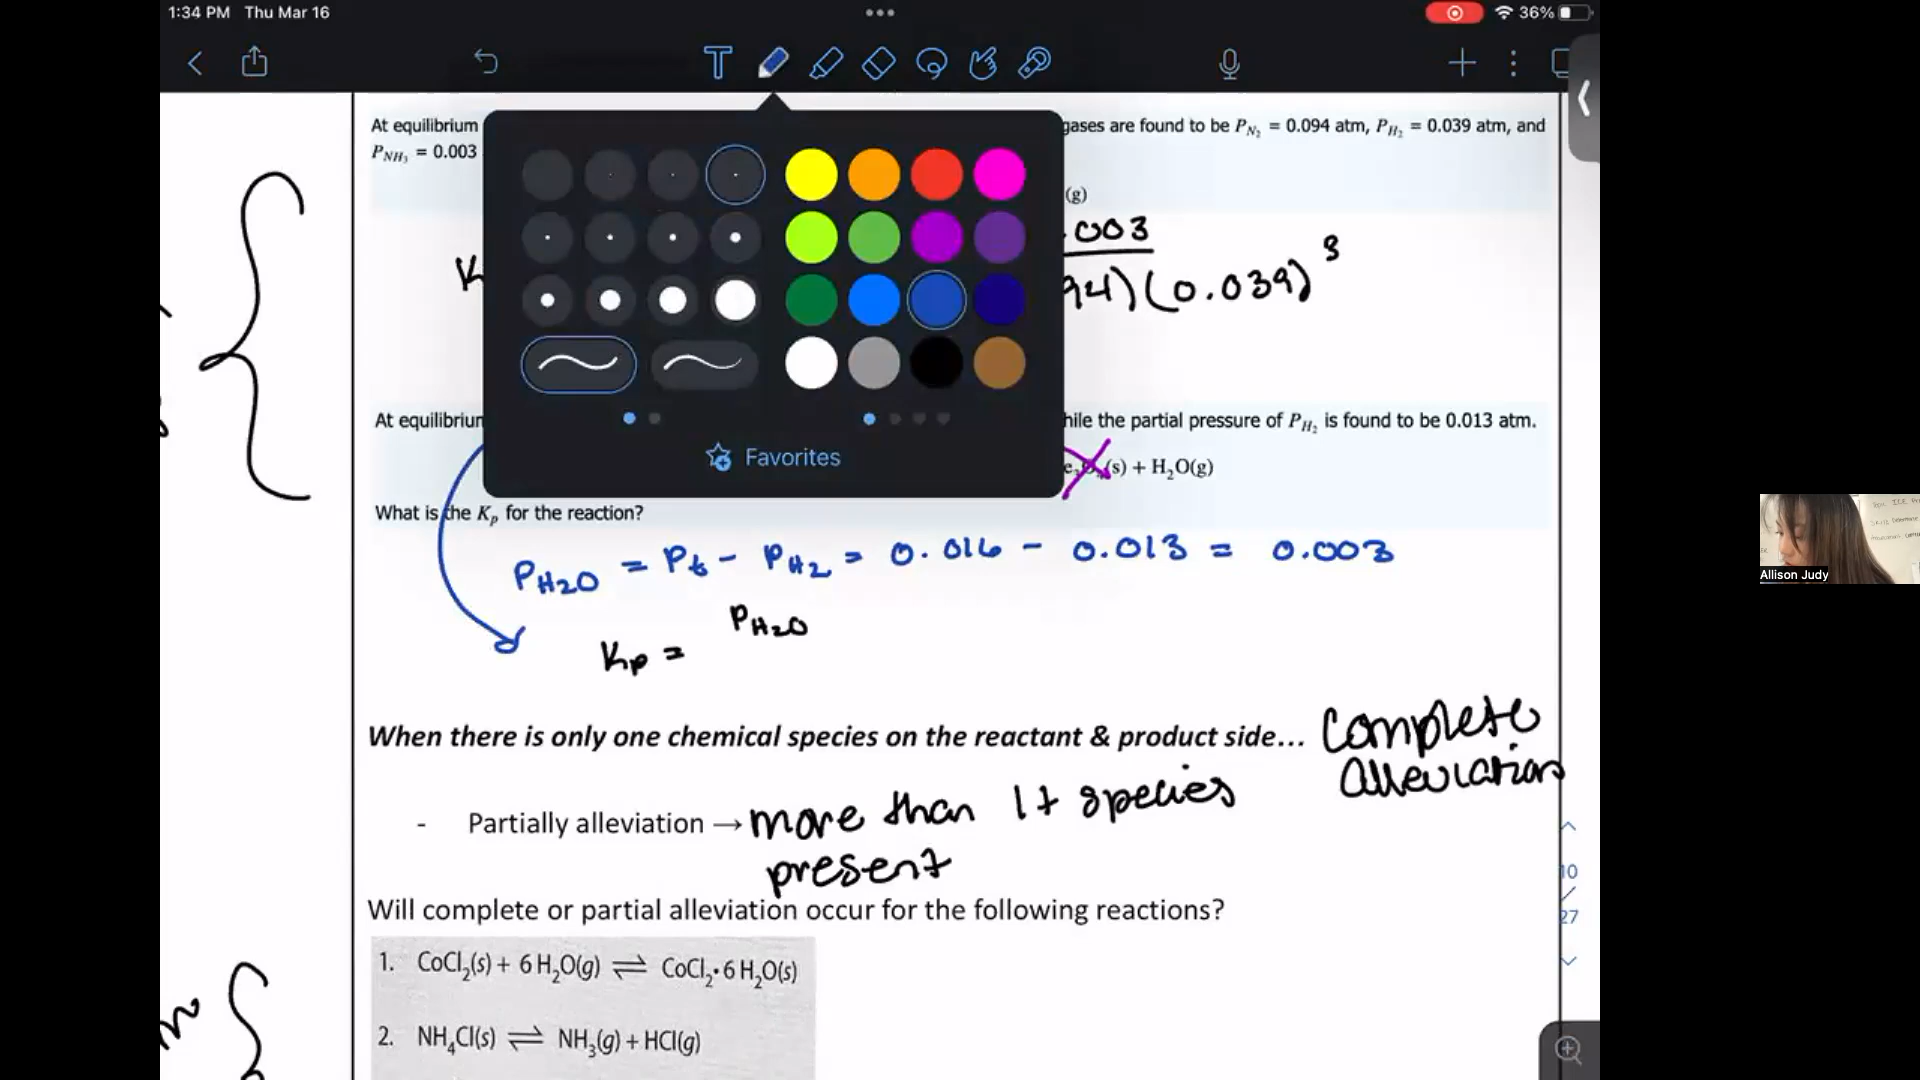 1:34 PM Thu Mar 16
36%
At equilibrium gases are found to be P_N₂ = 0.094 atm, P_H₂ = 0.039 atm, and
P_NH₃ = 0.003
(g)
.003
K 94)(0.039)³
At equilibriu hile the partial pressure of P_H₂ is found to be 0.013 atm.
(s) + H₂O(g)
Favorites
What is the Kp for the reaction?
P_H₂O = Pt - P_H₂ = 0.016 - 0.013 = 0.003
P_H₂O
Kp =
When there is only one chemical species on the reactant & product side... Complete
alleviation
- Partially alleviation → more than 1+ species
present
Will complete or partial alleviation occur for the following reactions?
1. CoCl₂(s) + 6 H₂O(g) ⇌ CoCl₂•6 H₂O(s)
2. NH₄Cl(s) ⇌ NH₃(g) + HCl(g)
10
/
27
Allison Judy